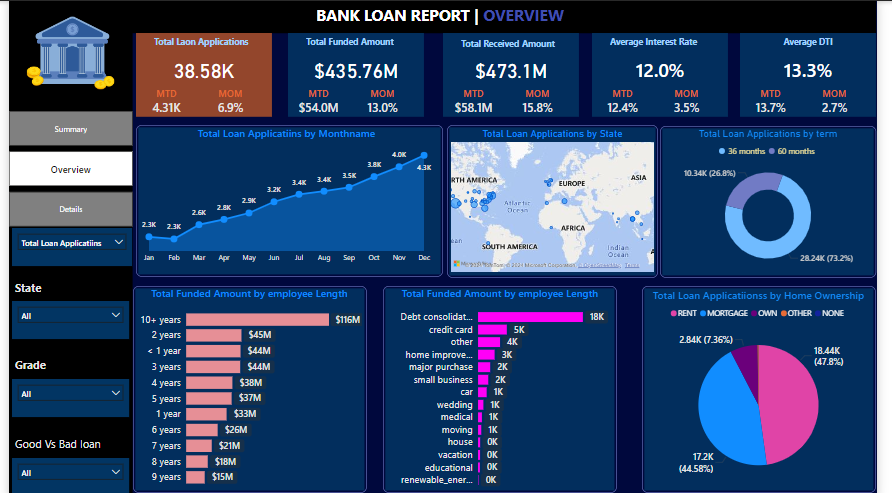 BANK LOAN REPORT | OVERVIEW
Total Laon Applications
38.58K
MTD MOM
4.31K 6.9%
Total Funded Amount
$435.76M
MTD MOM
$54.0M 13.0%
Total Received Amount
$473.1M
MTD MOM
$58.1M 15.8%
Average Interest Rate
12.0%
MTD MOM
12.4% 3.5%
Average DTI
13.3%
MTD MOM
13.7% 2.7%
Summary
Overview
Details
Total Loan Applicatiins
State
All
Grade
All
Good Vs Bad loan
All
Total Loan Applicatiins by Monthname
2.3K 2.3K 2.6K 2.8K 2.9K 3.2K 3.4K 3.4K 3.5K 3.8K 4.0K 4.3K
Jan Feb Mar Apr May Jun Jul Aug Sep Oct Nov Dec
Total Loan Applications by State
RTH AMERICA
EUROPE
ASIA
Atlantic
Ocean
AFRICA
SOUTH AMERICA
Indian
Ocean
Total Loan Applications by term
36 months 60 months
10.34K (26.8%)
28.24K (73.2%)
Total Funded Amount by employee Length
10+ years $116M
2 years $45M
< 1 year $44M
3 years $44M
4 years $38M
5 years $37M
1 year $33M
6 years $26M
7 years $21M
8 years $18M
9 years $15M
Total Funded Amount by employee Length
Debt consolidat... 18K
credit card 5K
other 4K
home improve... 3K
major purchase 2K
small business 2K
car 1K
wedding 1K
medical 1K
moving 1K
house 0K
vacation 0K
educational 0K
renewable_ener... 0K
Total Loan Applicatiionss by Home Ownership
RENT MORTGAGE OWN OTHER NONE
2.84K (7.36%)
18.44K
(47.8%)
17.2K
(44.58%)